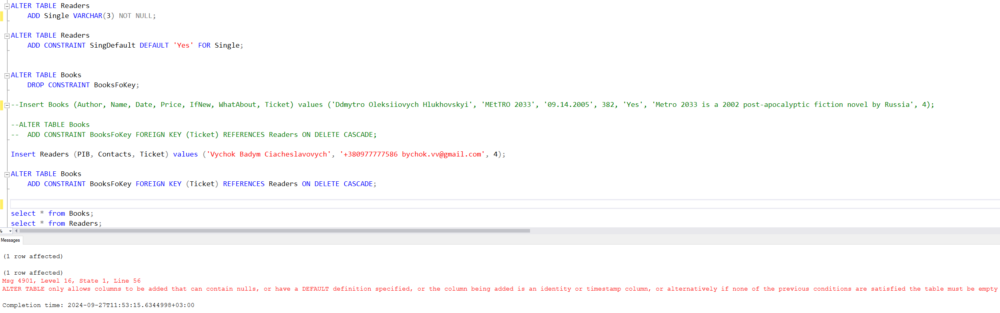 ALTER TABLE Readers
ADD Single VARCHAR(3) NOT NULL;
ALTER TABLE Readers
ADD CONSTRAINT SingDefault DEFAULT 'Yes' FOR Single;
ALTER TABLE Books
DROP CONSTRAINT BooksFoKey;
--Insert Books (Author, Name, Date, Price, IfNew, WhatAbout, Ticket) values ('Ddmytro Oleksiiovych Hlukhovskyi', 'MEtTRO 2033', '09.14.2005', 382, 'Yes', 'Metro 2033 is a 2002 post-apocalyptic fiction novel by Russia', 4);
--ALTER TABLE Books
--  ADD CONSTRAINT BooksFoKey FOREIGN KEY (Ticket) REFERENCES Readers ON DELETE CASCADE;
Insert Readers (PIB, Contacts, Ticket) values ('Vychok Badym Ciacheslavovych', '+380977777586 bychok.vv@gmail.com', 4);
ALTER TABLE Books
ADD CONSTRAINT BooksFoKey FOREIGN KEY (Ticket) REFERENCES Readers ON DELETE CASCADE;
select * from Books;
select * from Readers;
%
Messages
(1 row affected)
(1 row affected)
Msg 4901, Level 16, State 1, Line 56
ALTER TABLE only allows columns to be added that can contain nulls, or have a DEFAULT definition specified, or the column being added is an identity or timestamp column, or alternatively if none of the previous conditions are satisfied the table must be empty
Completion time: 2024-09-27T11:53:15.6344998+03:00